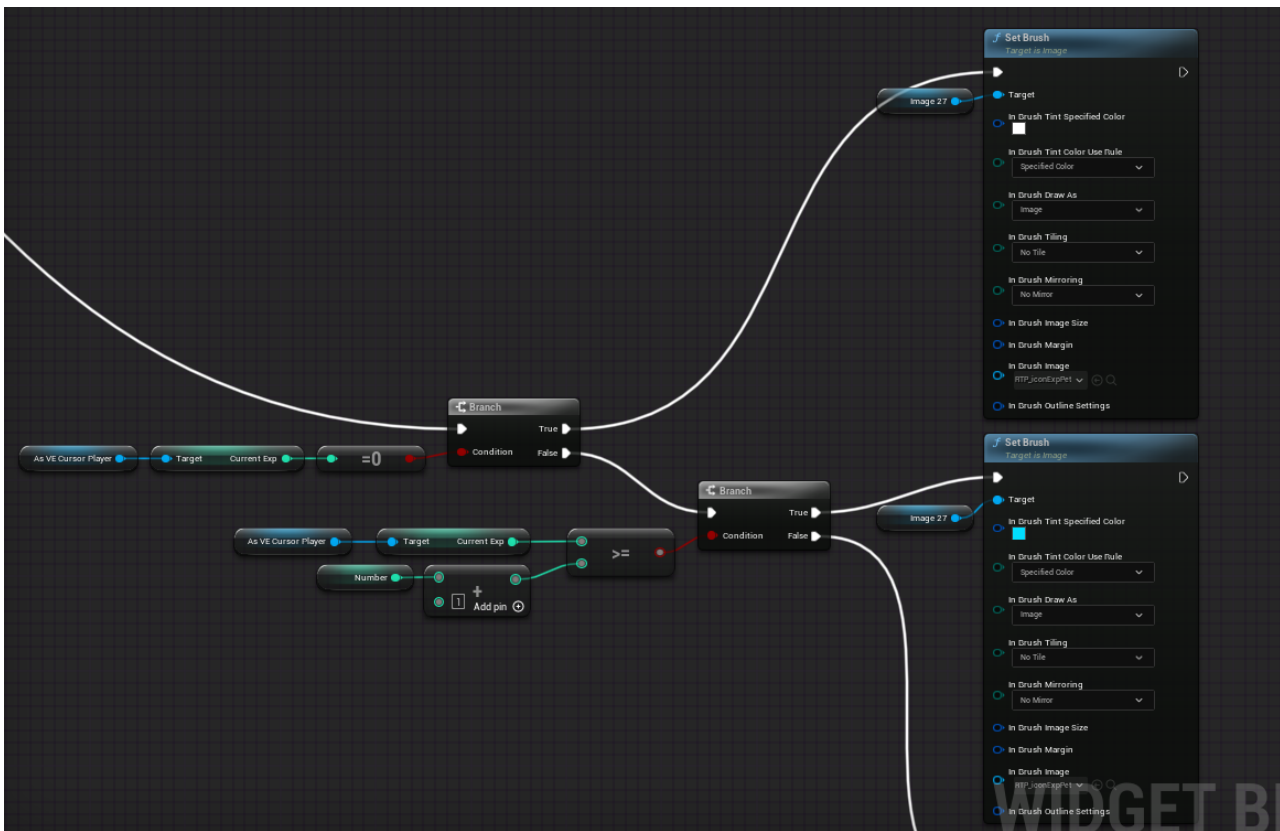 Set Brush
Target is Image
Image 27
Target
In Brush Tint Specified Color
In Brush Tint Color Use Rule
Specified Color
In Brush Draw As
Image
In Brush Tiling
No Tile
In Brush Mirroring
No Mirror
In Brush Image Size
In Brush Margin
In Brush Image
RTP_iconExpPet
In Brush Outline Settings
Branch
True
Condition
False
As VE Cursor Player
Target
Current Exp
=0
Branch
True
Condition
False
As VE Cursor Player
Target
Current Exp
>=
Number
+
1
Add pin
Set Brush
Target is Image
Image 27
Target
In Brush Tint Specified Color
In Brush Tint Color Use Rule
Specified Color
In Brush Draw As
Image
In Brush Tiling
No Tile
In Brush Mirroring
No Mirror
In Brush Image Size
In Brush Margin
In Brush Image
RTP_iconExpPet
In Brush Outline Settings
WIDGET B